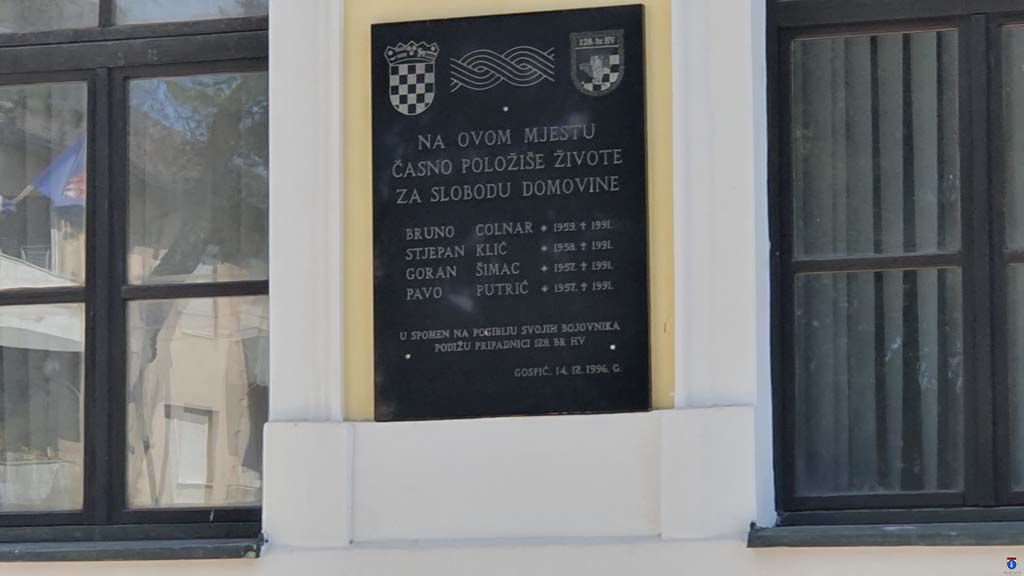 128. br HV
NA OVOM MJESTU
ČASNO POLOŽIŠE ŽIVOTE
ZA SLOBODU DOMOVINE
BRUNO COLNAR * 1959. † 1991.
STJEPAN KLIĆ * 1958. † 1991.
GORAN ŠIMAC * 1957. † 1991.
PAVO PUTRIĆ * 1957. † 1991.
U SPOMEN NA POGIBIJU SVOJIH BOJOVNIKA
PODIŽU PRIPADNICI 128. BR HV
GOSPIĆ, 14. 12. 1996. G.